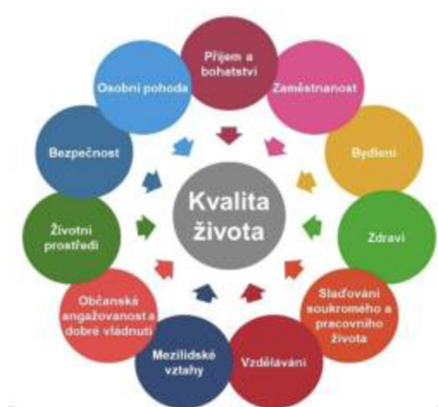 Příjem a
bohatství
Zaměstnanost
Bydlení
Zdraví
Slaďování
soukromého a
pracovního
života
Vzdělávání
Mezilidské
vztahy
Občanská
angažovanost a
dobré vládnutí
Životní
prostředí
Bezpečnost
Osobní pohoda
Kvalita
života